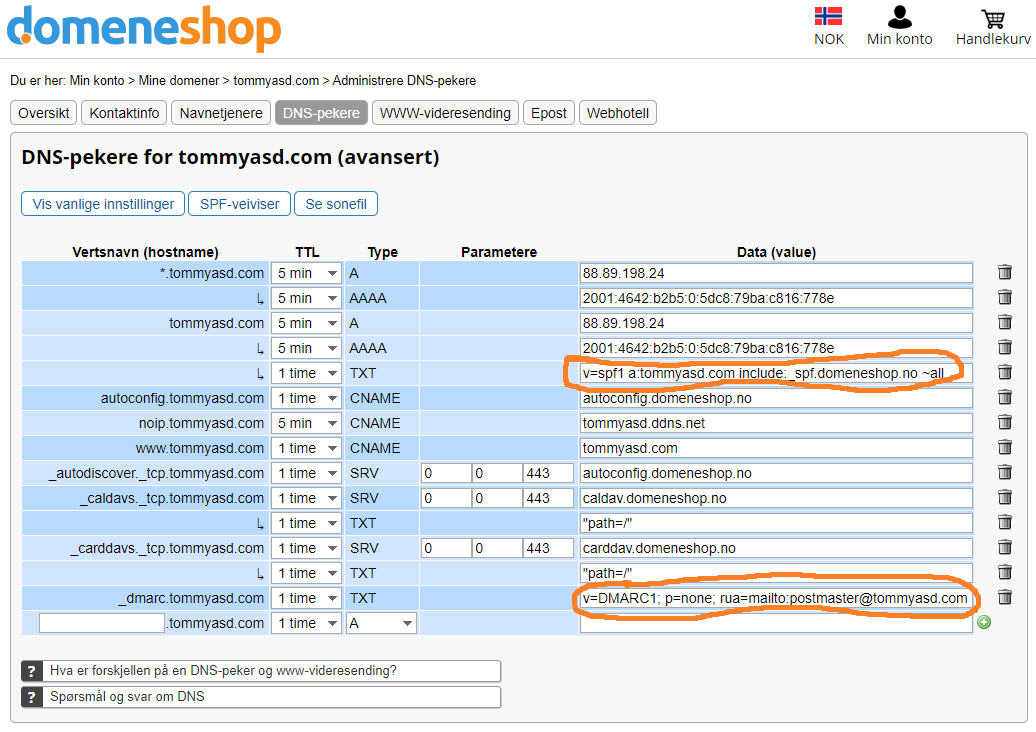 domeneshop
NOK Min konto Handlekurv
Du er her: Min konto > Mine domener > tommyasd.com > Administrere DNS-pekere
Oversikt Kontaktinfo Navnetjenere DNS-pekere WWW-videresending Epost Webhotell
DNS-pekere for tommyasd.com (avansert)
Vis vanlige innstillinger SPF-veiviser Se sonefil
Vertsnavn (hostname) TTL Type Parametere Data (value)
*.tommyasd.com 5 min A 88.89.198.24
↳ 5 min AAAA 2001:4642:b2b5:0:5dc8:79ba:c816:778e
tommyasd.com 5 min A 88.89.198.24
↳ 5 min AAAA 2001:4642:b2b5:0:5dc8:79ba:c816:778e
↳ 1 time TXT v=spf1 a:tommyasd.com include:_spf.domeneshop.no ~all
autoconfig.tommyasd.com 1 time CNAME autoconfig.domeneshop.no
noip.tommyasd.com 5 min CNAME tommyasd.ddns.net
www.tommyasd.com 1 time CNAME tommyasd.com
_autodiscover._tcp.tommyasd.com 1 time SRV 0 0 443 autoconfig.domeneshop.no
_caldavs._tcp.tommyasd.com 1 time SRV 0 0 443 caldav.domeneshop.no
↳ 1 time TXT "path=/"
_carddavs._tcp.tommyasd.com 1 time SRV 0 0 443 carddav.domeneshop.no
↳ 1 time TXT "path=/"
_dmarc.tommyasd.com 1 time TXT v=DMARC1; p=none; rua=mailto:postmaster@tommyasd.com
.tommyasd.com 1 time A
? Hva er forskjellen på en DNS-peker og www-videresending?
? Spørsmål og svar om DNS